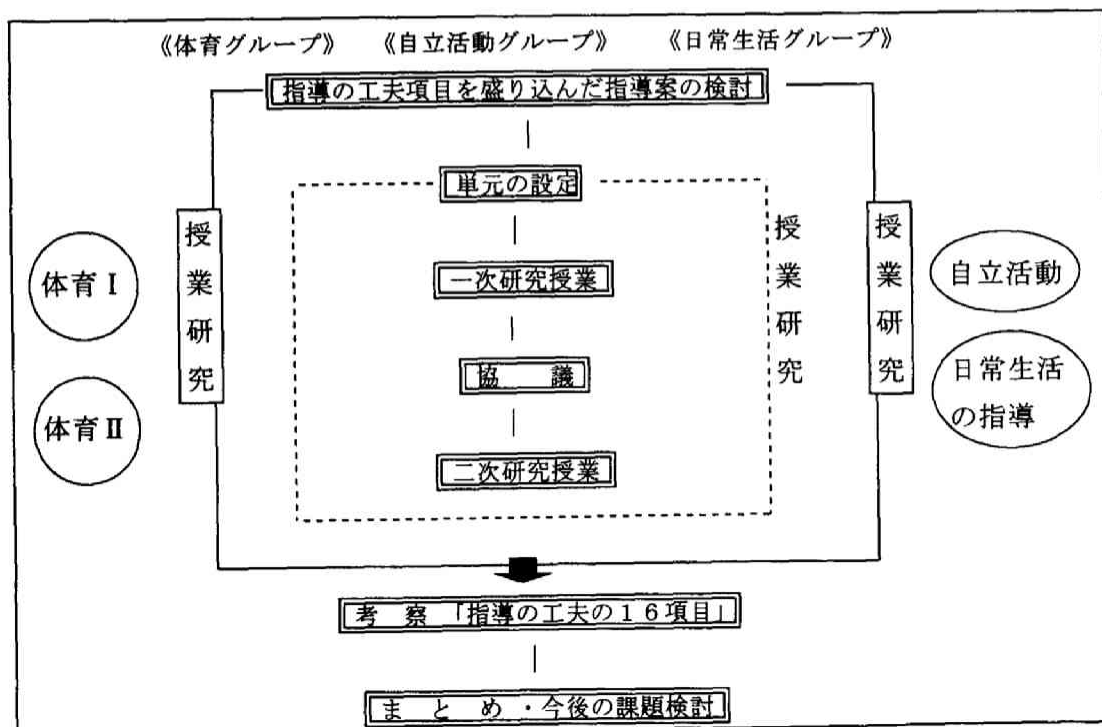 《体育グループ》 《自立活動グループ》 《日常生活グループ》
指導の工夫項目を盛り込んだ指導案の検討
単元の設定
授業研究
授業研究
授業研究
体育Ⅰ
一次研究授業
自立活動
協 議
日常生活
の指導
体育Ⅱ
二次研究授業
考 察 「指導の工夫の16項目」
ま と め ・今後の課題検討